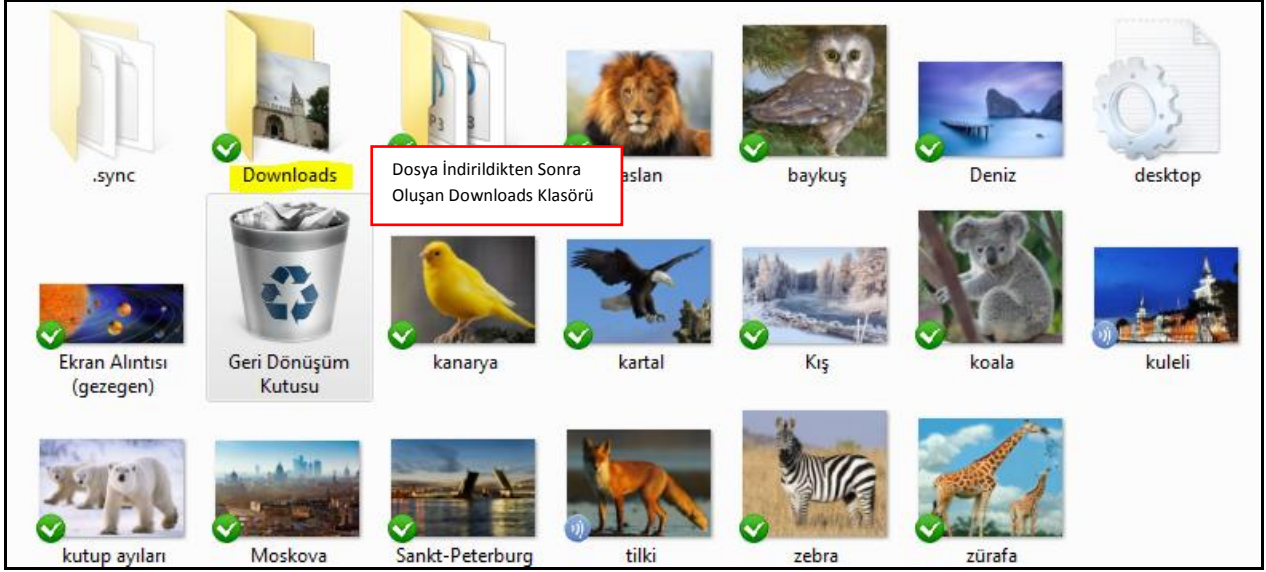 .sync
Downloads
Dosya İndirildikten Sonra
Oluşan Downloads Klasörü
aslan
baykuş
Deniz
desktop
Ekran Alıntısı
(gezegen)
Geri Dönüşüm
Kutusu
kanarya
kartal
Kış
koala
kuleli
kutup ayıları
Moskova
Sankt-Peterburg
tilki
zebra
zürafa